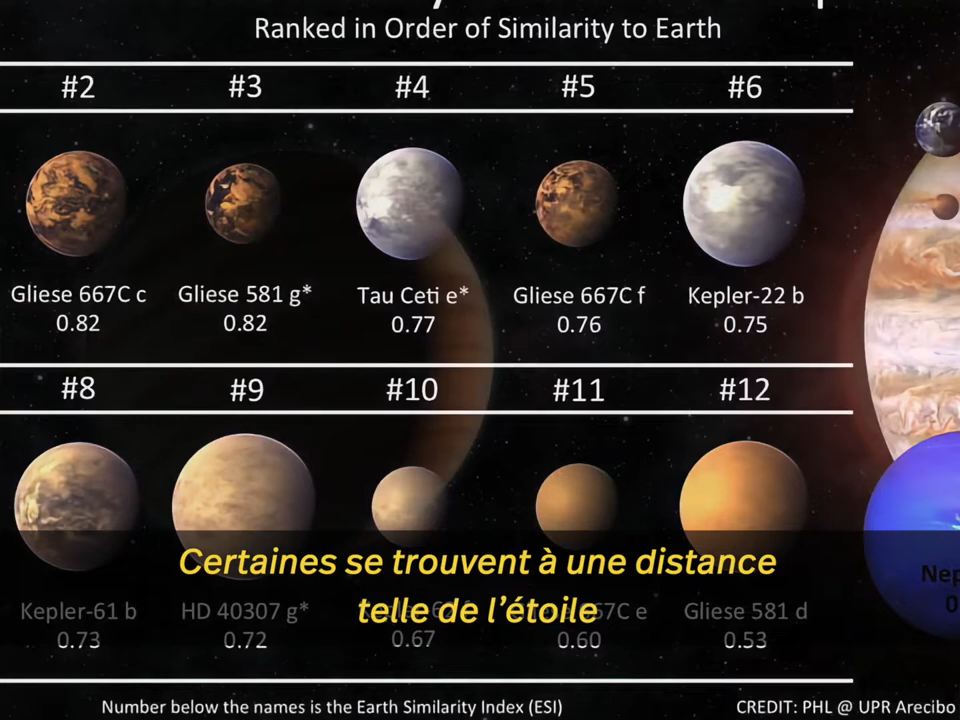 Ranked in Order of Similarity to Earth
#2 #3 #4 #5 #6
Gliese 667C c Gliese 581 g* Tau Ceti e* Gliese 667C f Kepler-22 b
0.82 0.82 0.77 0.76 0.75
#8 #9 #10 #11 #12
Certaines se trouvent à une distance
telle de l'étoile
Kepler-61 b HD 40307 g* e Gliese 581 d
0.73 0.72 0.67 0.60 0.53
Number below the names is the Earth Similarity Index (ESI) CREDIT: PHL @ UPR Arecibo